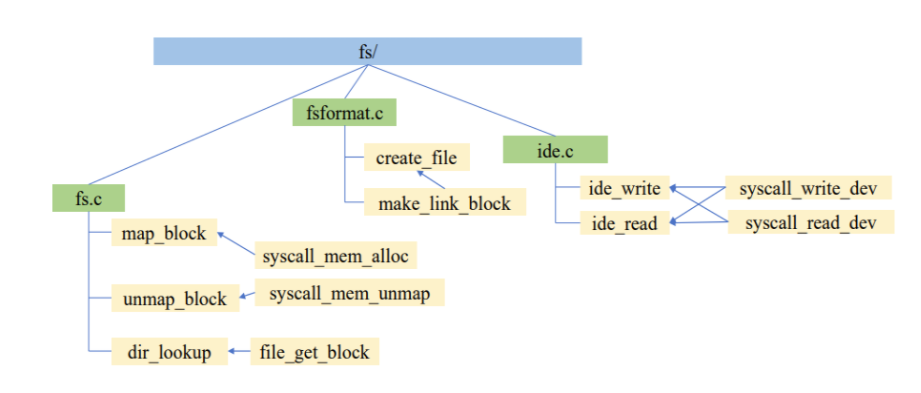 fs/
fsformat.c
create_file
make_link_block
ide.c
ide_write
syscall_write_dev
ide_read
syscall_read_dev
fs.c
map_block
syscall_mem_alloc
unmap_block
syscall_mem_unmap
dir_lookup
file_get_block